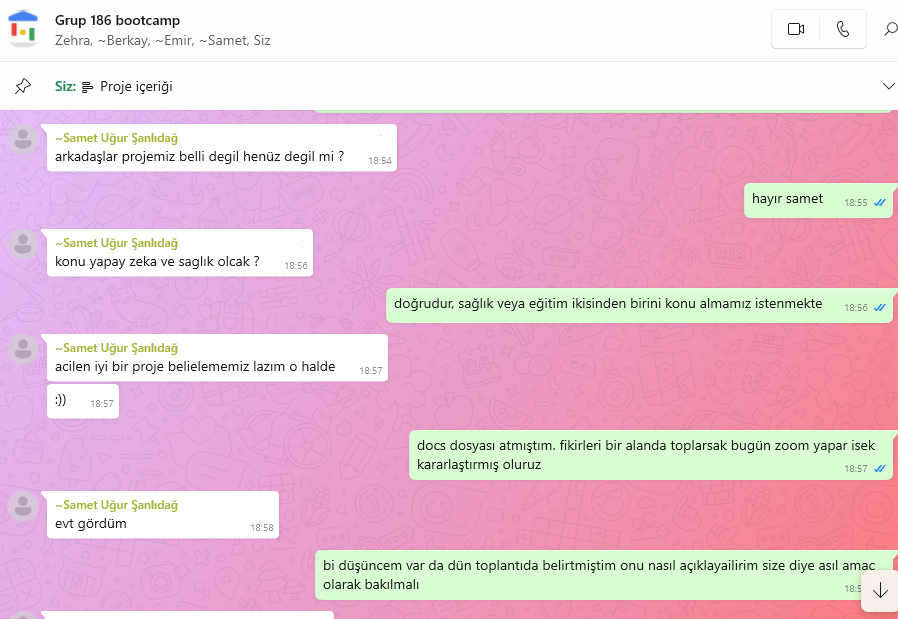 Grup 186 bootcamp
Zehra, ~Berkay, ~Emir, ~Samet, Siz
Siz: Proje içeriği
~Samet Uğur Şanlıdağ
arkadaşlar projemiz belli degil henüz degil mi ?
18:54
hayır samet
18:55
~Samet Uğur Şanlıdağ
konu yapay zeka ve saglık olcak ?
18:56
doğrudur, sağlık veya eğitim ikisinden birini konu almamız istenmekte
18:56
~Samet Uğur Şanlıdağ
acilen iyi bir proje belielememiz lazım o halde
18:57
:))
18:57
docs dosyası atmıştım. fikirleri bir alanda toplarsak bugün zoom yapar isek
kararlaştırmış oluruz
18:57
~Samet Uğur Şanlıdağ
evt gördüm
18:58
bi düşüncem var da dün toplantıda belirtmiştim onu nasıl açıklayailirim size diye asıl amaç
olarak bakılmalı